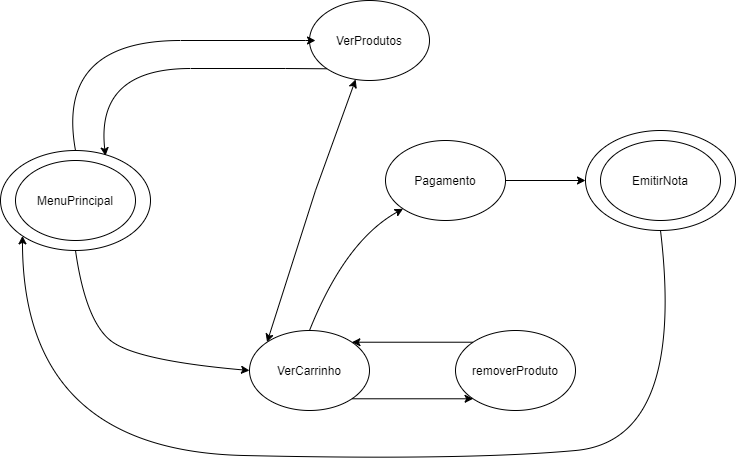 VerProdutos
Pagamento
EmitirNota
MenuPrincipal
VerCarrinho
removerProduto